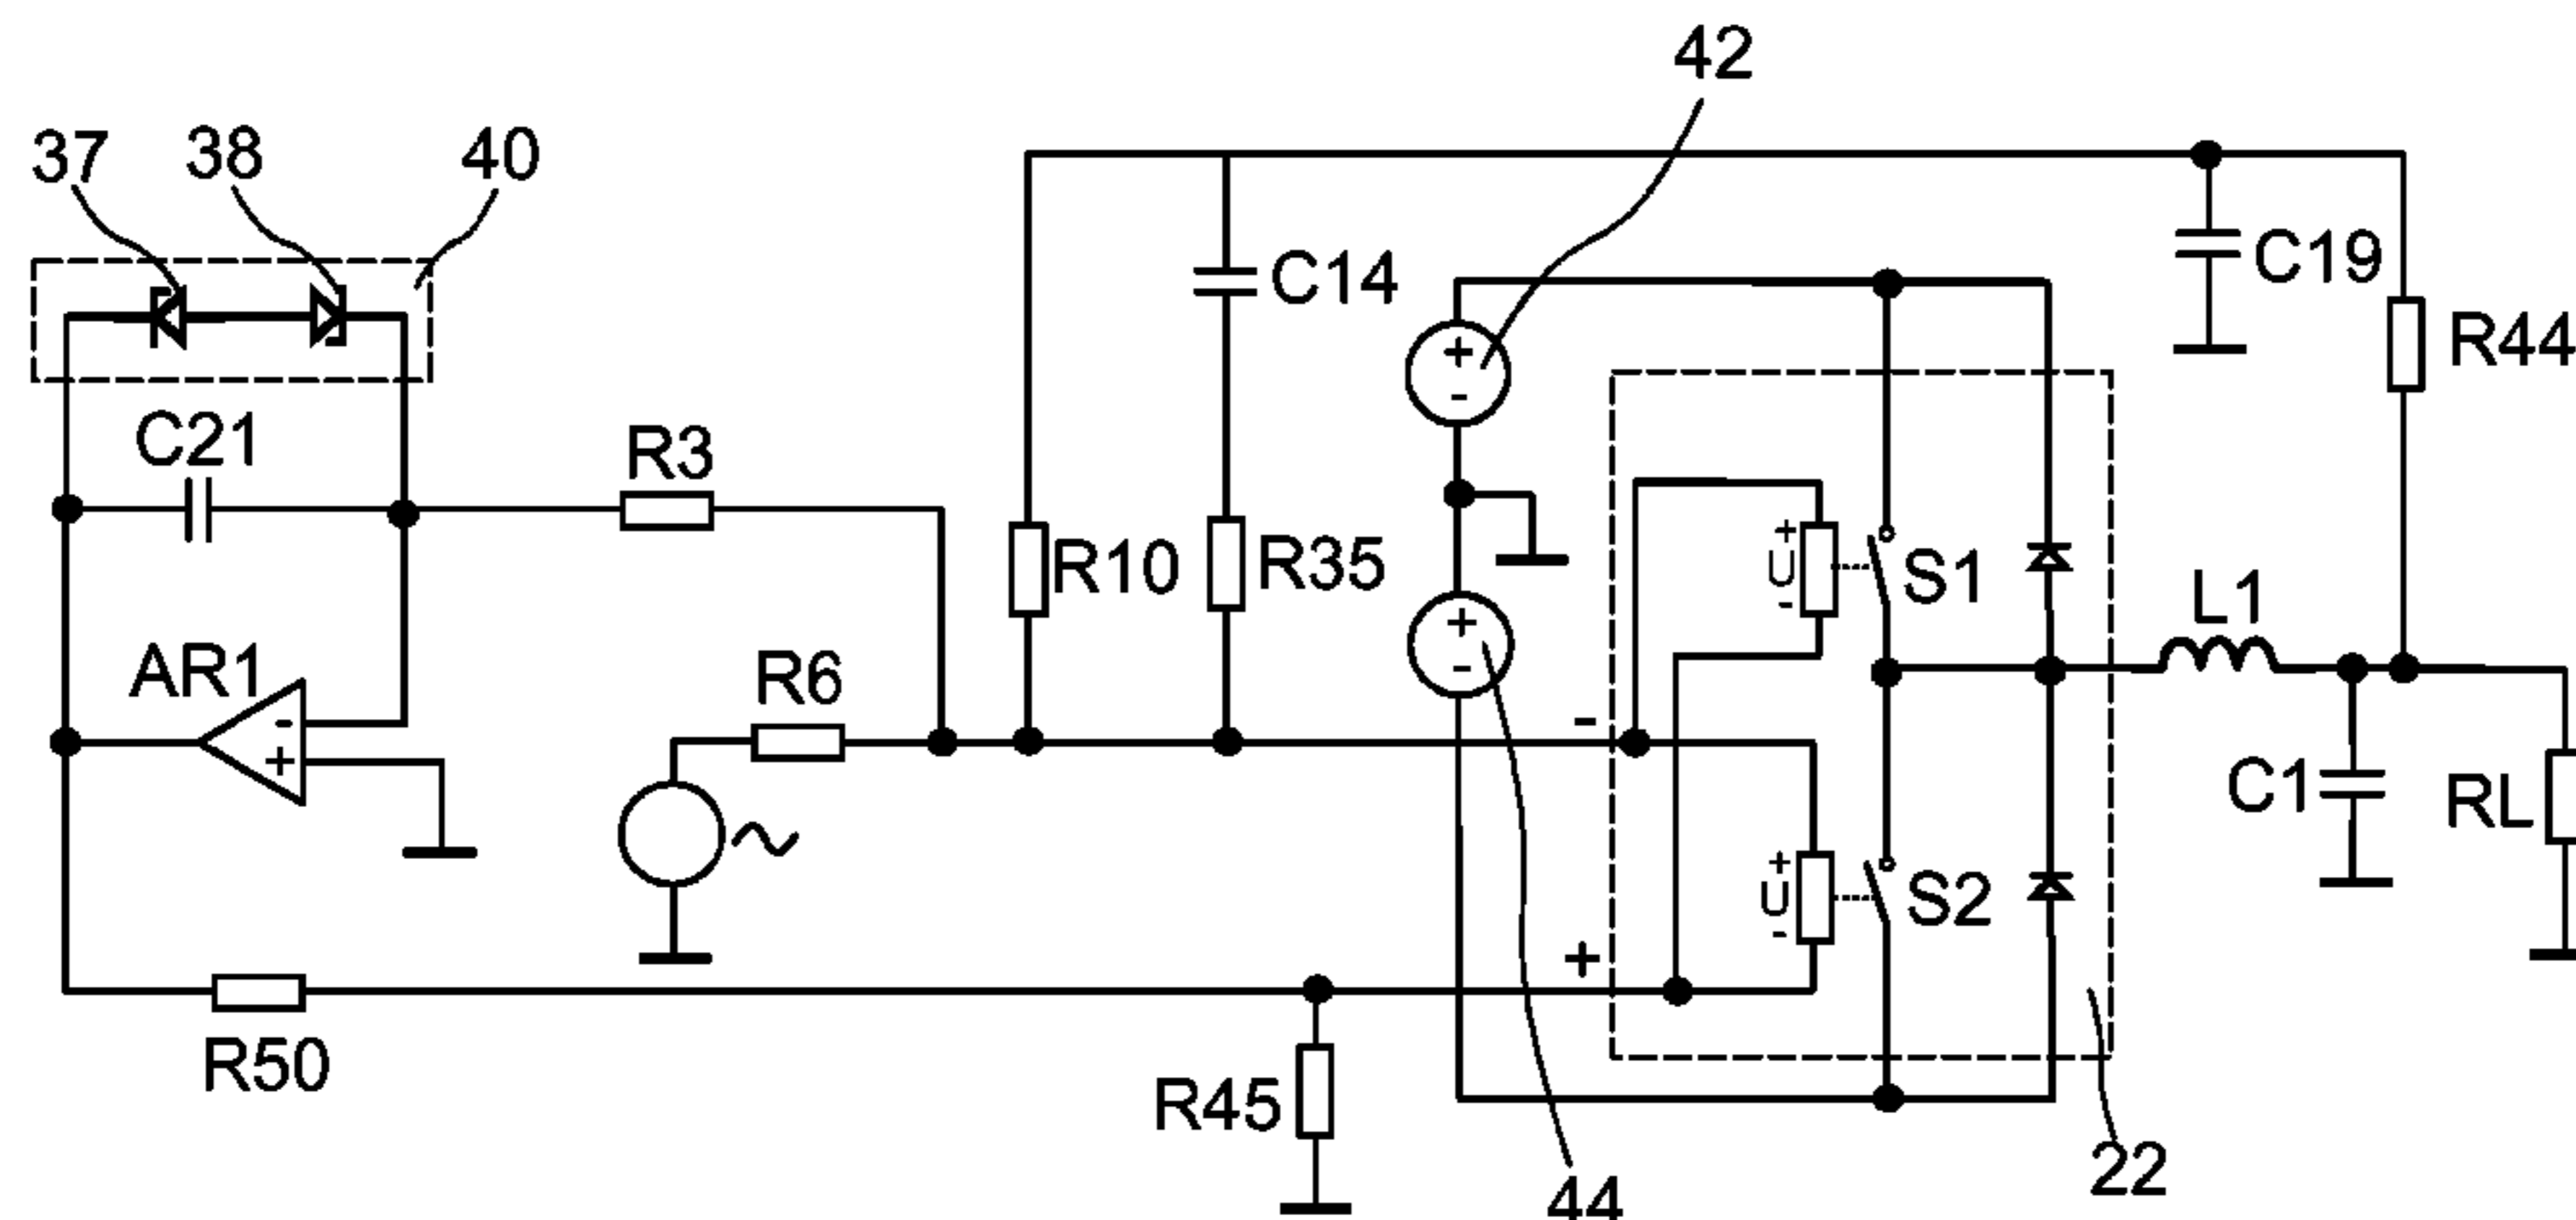 42
37
38
40
C14
C19
R44
C21
R3
+
-
R10
R35
+
U
-
S1
L1
+
-
AR1
-
+
R6
-
C1
RL
+
U
-
S2
+
R50
R45
22
44